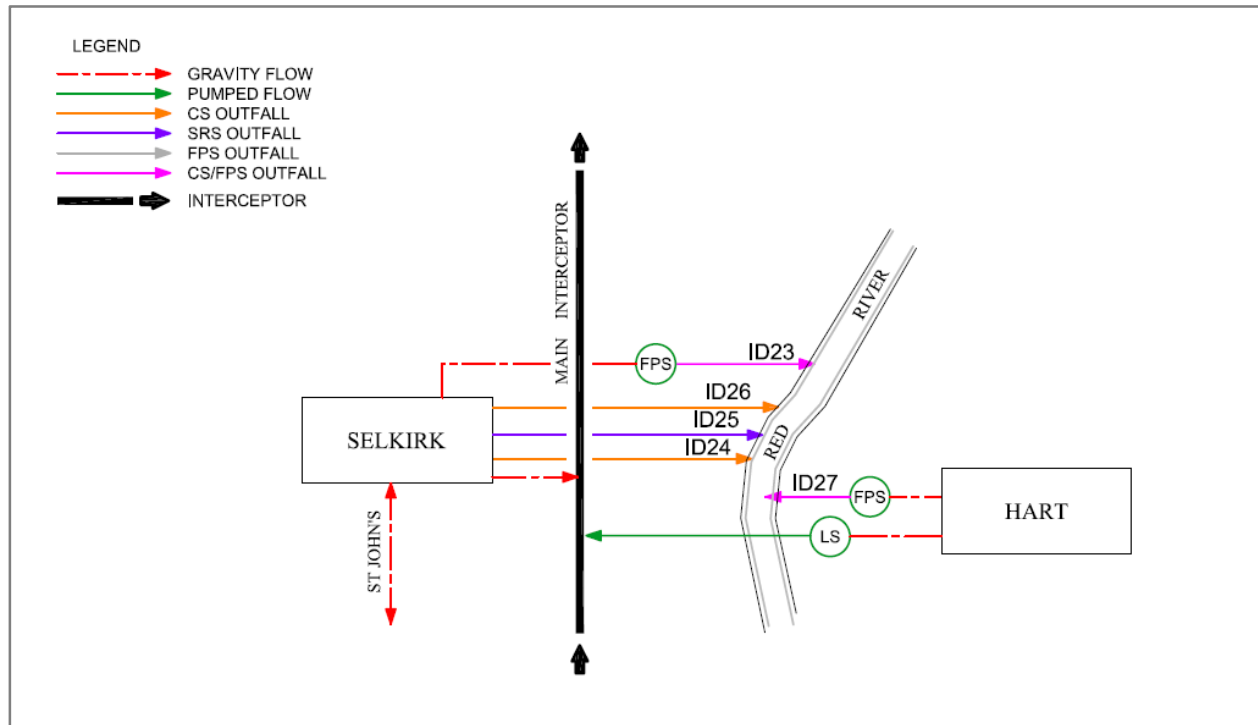 LEGEND
GRAVITY FLOW
PUMPED FLOW
CS OUTFALL
SRS OUTFALL
FPS OUTFALL
CS/FPS OUTFALL
INTERCEPTOR
MAIN INTERCEPTOR
RIVER
RED
FPS
ID23
ID26
ID25
ID24
SELKIRK
ST JOHN'S
ID27
FPS
LS
HART